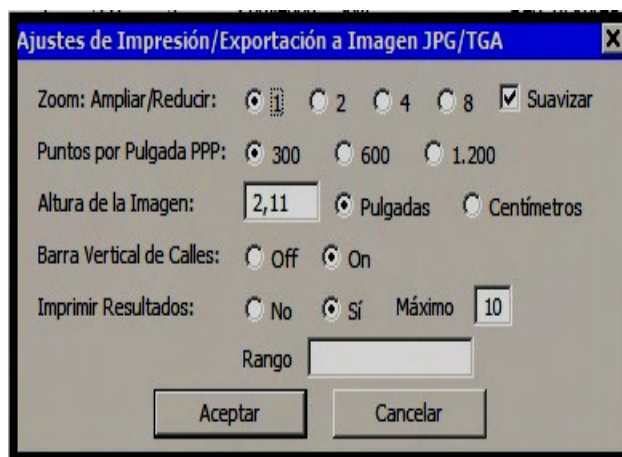 Ajustes de Impresión/Exportación a Imagen JPG/TGA
Zoom: Ampliar/Reducir: 1 2 4 8 Suavizar
Puntos por Pulgada PPP: 300 600 1.200
Altura de la Imagen: 2,11 Pulgadas Centímetros
Barra Vertical de Calles: Off On
Imprimir Resultados: No Sí Máximo 10
Rango
Aceptar Cancelar